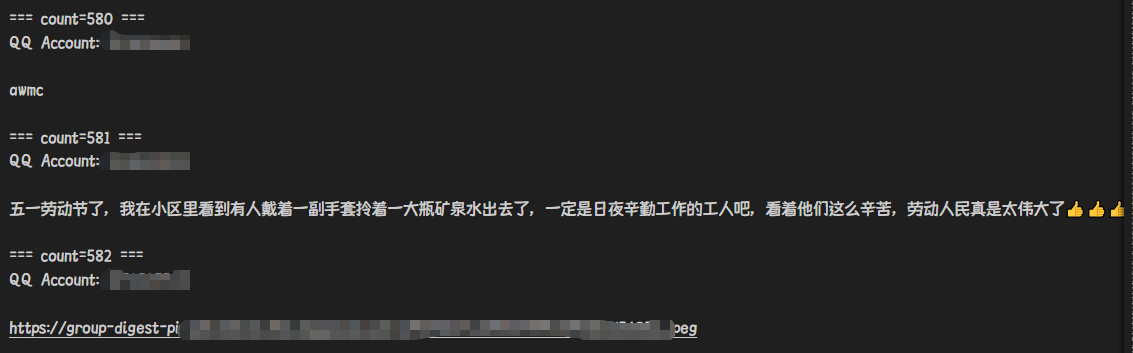 === count=580 ===
QQ Account:
awmc
=== count=581 ===
QQ Account:
五一劳动节了，我在小区里看到有人戴着一副手套拎着一大瓶矿泉水出去了，一定是日夜辛勤工作的工人吧，看着他们这么辛苦，劳动人民真是太伟大了👍👍👍
=== count=582 ===
QQ Account:
https://group-digest-pi peg